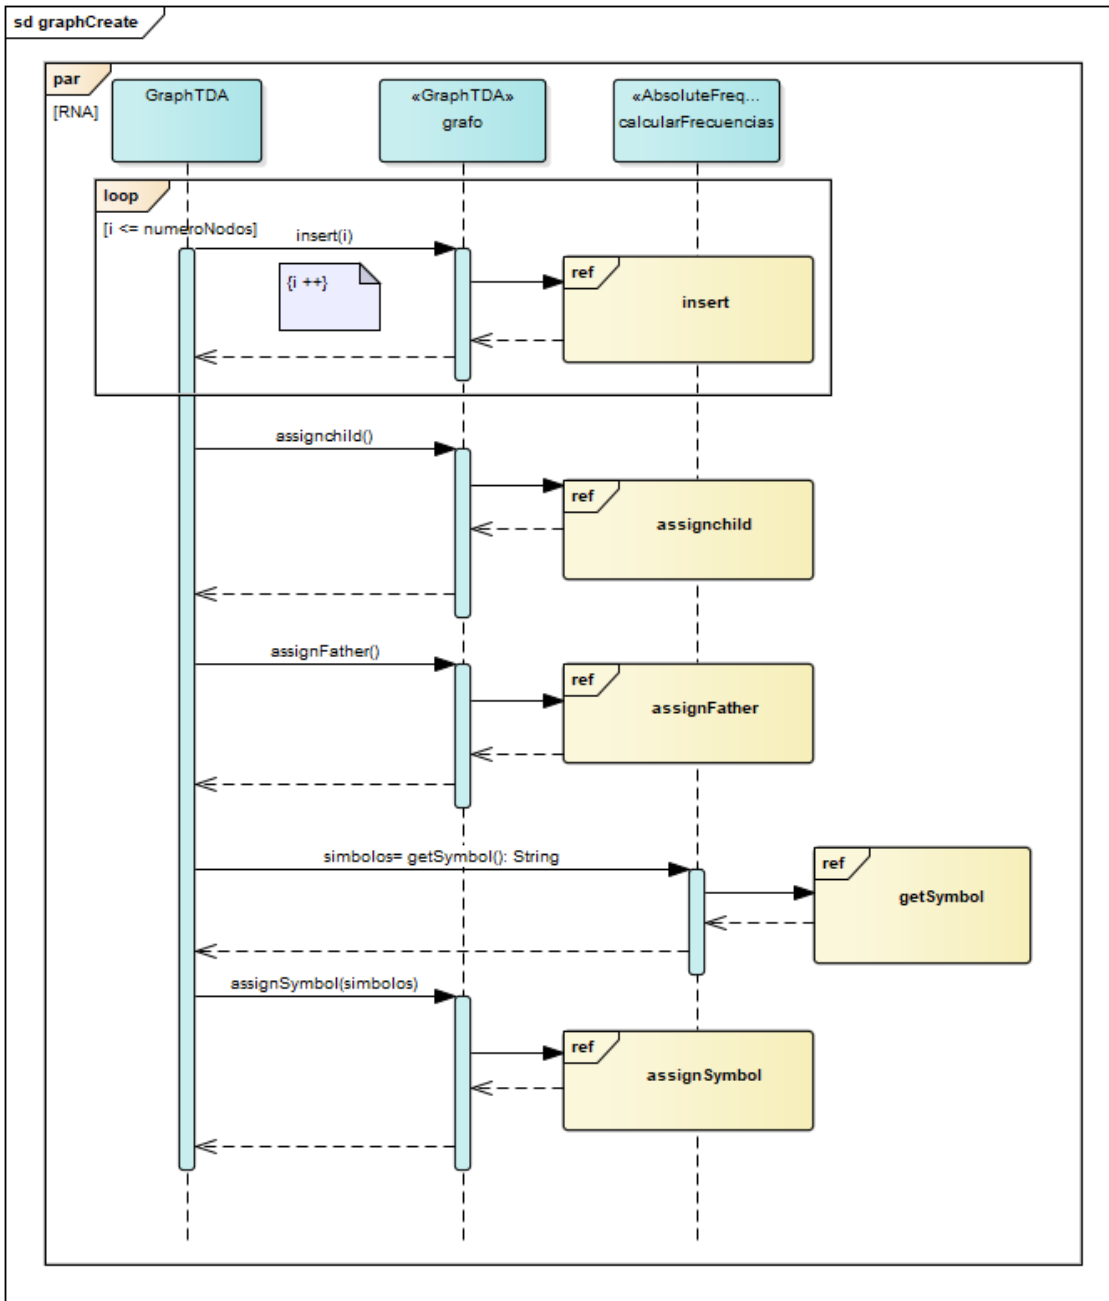 sd graphCreate
par
[RNA]
GraphTDA
«GraphTDA»
grafo
«AbsoluteFreq...
calcularFrecuencias
loop
[i <= numeroNodos]
insert(i)
{i ++}
ref
insert
assignchild()
ref
assignchild
assignFather()
ref
assignFather
simbolos= getSymbol(): String
ref
getSymbol
assignSymbol(simbolos)
ref
assignSymbol